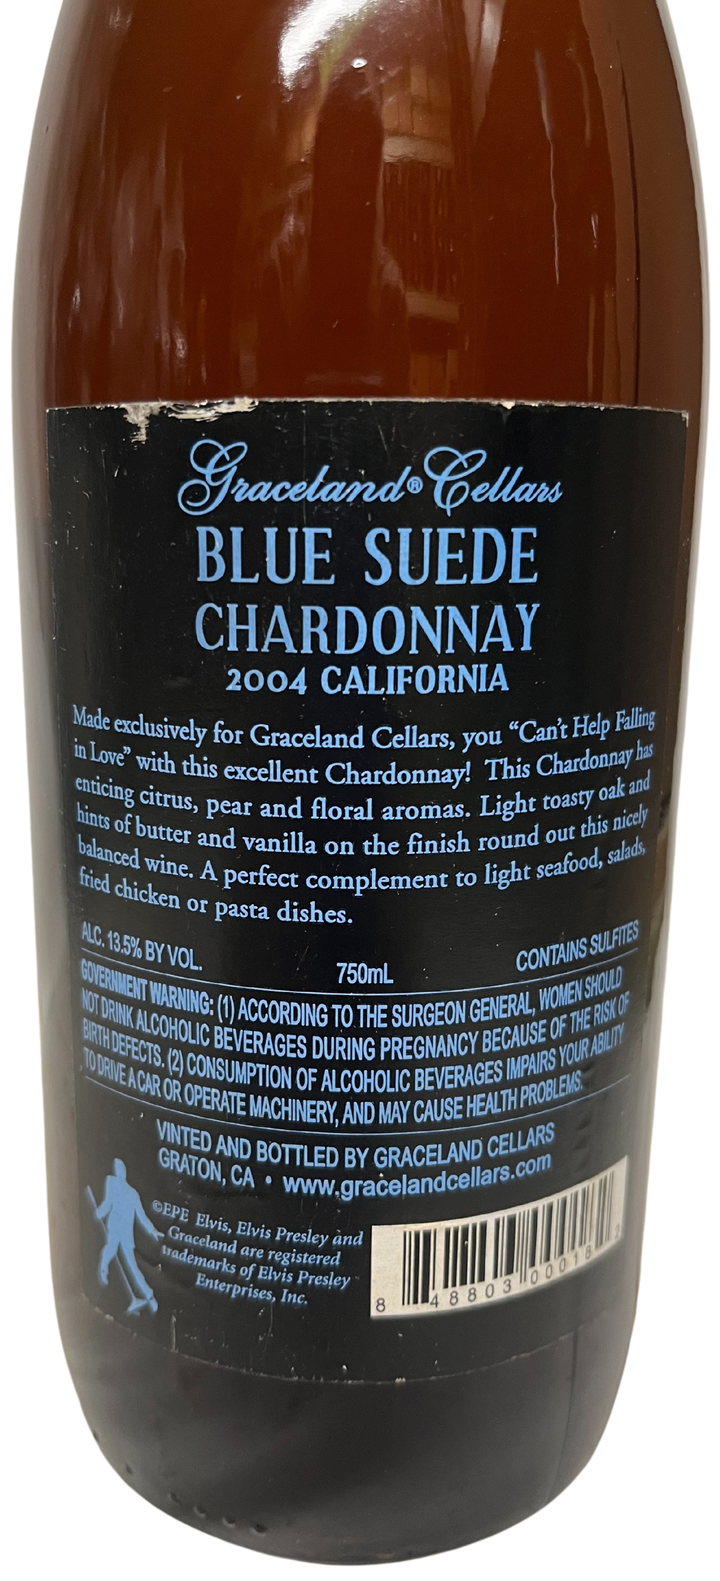 Graceland® Cellars
BLUE SUEDE
CHARDONNAY
2004 CALIFORNIA
Made exclusively for Graceland Cellars, you “Can’t Help Falling
in Love” with this excellent Chardonnay! This Chardonnay has
enticing citrus, pear and floral aromas. Light toasty oak and
hints of butter and vanilla on the finish round out this nicely
balanced wine. A perfect complement to light seafood, salads,
fried chicken or pasta dishes.
ALC. 13.5% BY VOL. 750mL CONTAINS SULFITES
GOVERNMENT WARNING: (1) ACCORDING TO THE SURGEON GENERAL, WOMEN SHOULD
NOT DRINK ALCOHOLIC BEVERAGES DURING PREGNANCY BECAUSE OF THE RISK OF
BIRTH DEFECTS. (2) CONSUMPTION OF ALCOHOLIC BEVERAGES IMPAIRS YOUR ABILITY
TO DRIVE A CAR OR OPERATE MACHINERY, AND MAY CAUSE HEALTH PROBLEMS.
VINTED AND BOTTLED BY GRACELAND CELLARS
GRATON, CA • www.gracelandcellars.com
©EPE Elvis, Elvis Presley and
Graceland are registered
trademarks of Elvis Presley
Enterprises, Inc.
8 48803 00018 2